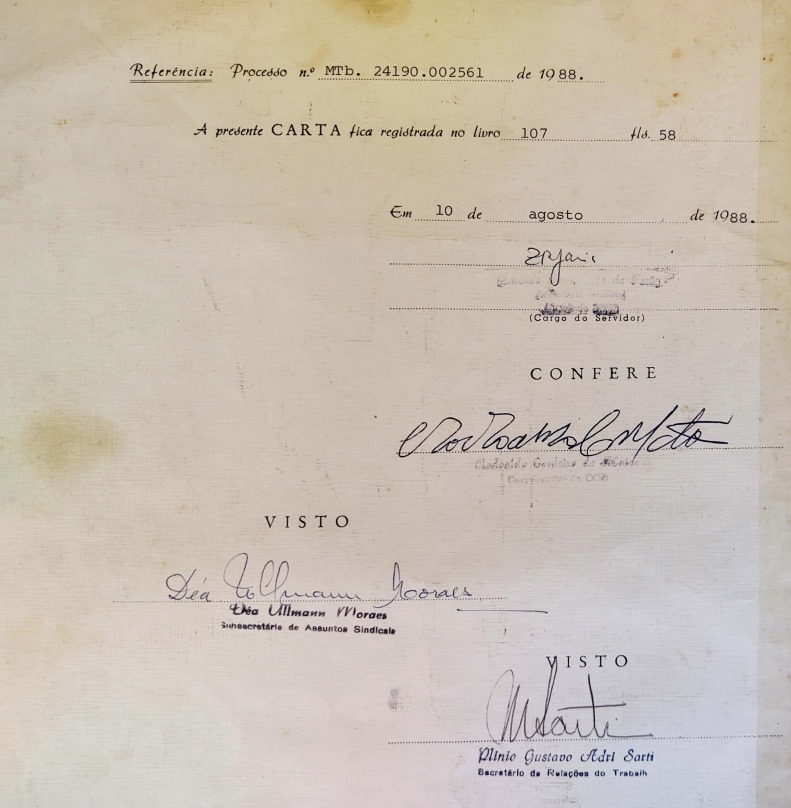 Referência: Processo n.º MTb. 24190.002561 de 1988.
A presente CARTA fica registrada no livro 107 fls. 58
Em 10 de agosto de 1988.
(Cargo do Servidor)
CONFERE
VISTO
Déa Ullmann Moraes
Déa Ullmann Moraes
Subsecretária de Assuntos Sindicais
VISTO
Plinio Gustavo Adri Sarti
Secretário de Relações do Trabalh